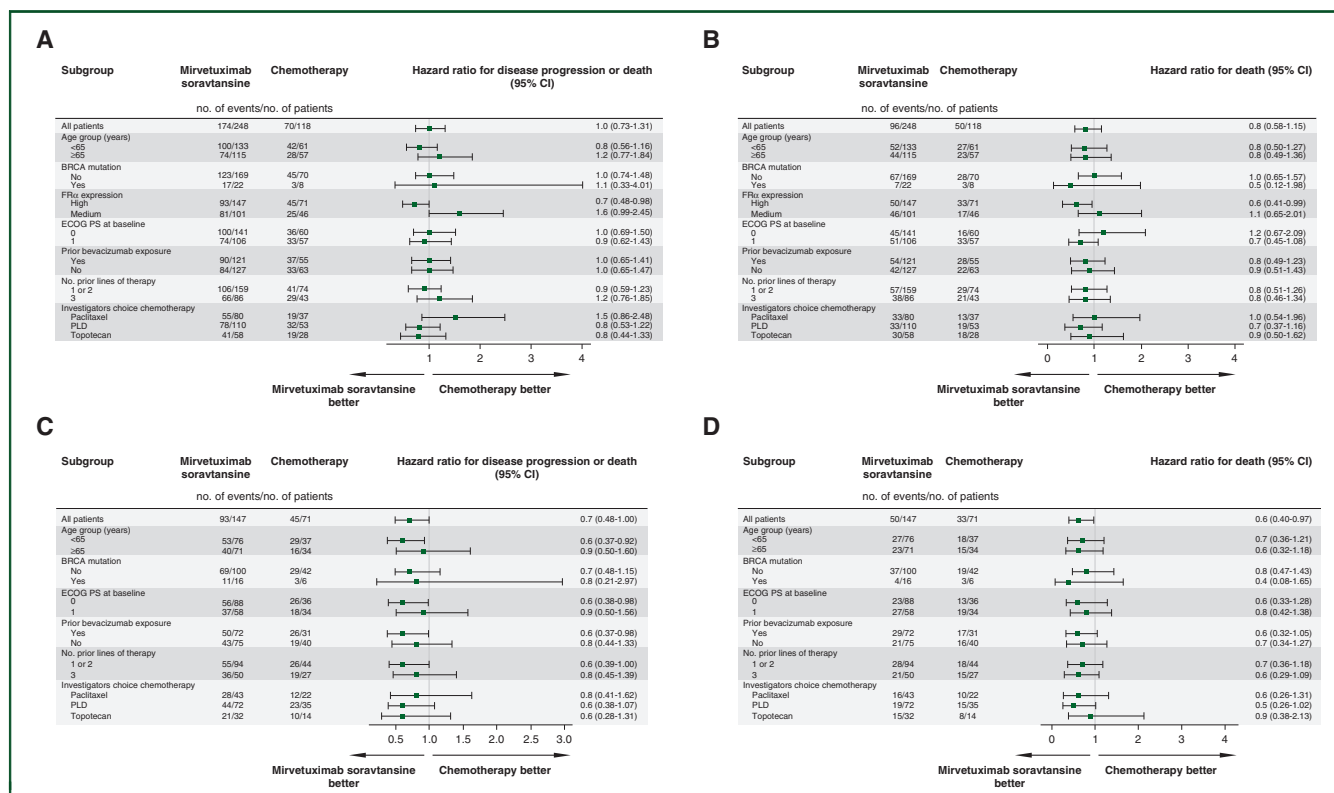 A
Subgroup Mirvetuximab soravtansine Chemotherapy Hazard ratio for disease progression or death (95% CI)
no. of events/no. of patients
All patients 174/248 70/118 1.0 (0.73-1.31)
Age group (years)
<65 100/133 42/61 0.8 (0.56-1.16)
≥65 74/115 28/57 1.2 (0.77-1.84)
BRCA mutation
No 123/169 45/70 1.0 (0.74-1.48)
Yes 17/22 3/8 1.1 (0.33-4.01)
FRα expression
High 93/147 45/71 0.7 (0.48-0.98)
Medium 81/101 25/46 1.6 (0.99-2.45)
ECOG PS at baseline
0 100/141 36/60 1.0 (0.69-1.50)
1 74/106 33/57 0.9 (0.62-1.43)
Prior bevacizumab exposure
Yes 90/121 37/55 1.0 (0.65-1.41)
No 84/127 33/63 1.0 (0.65-1.47)
No. prior lines of therapy
1 or 2 106/159 41/74 0.9 (0.59-1.23)
3 66/86 29/43 1.2 (0.76-1.85)
Investigators choice chemotherapy
Paclitaxel 55/80 19/37 1.5 (0.86-2.48)
PLD 78/110 32/53 0.8 (0.53-1.22)
Topotecan 41/58 19/28 0.8 (0.44-1.33)
1 2 3 4
Mirvetuximab soravtansine better Chemotherapy better
B
Subgroup Mirvetuximab soravtansine Chemotherapy Hazard ratio for death (95% CI)
no. of events/no. of patients
All patients 96/248 50/118 0.8 (0.58-1.15)
Age group (years)
<65 52/133 27/61 0.8 (0.50-1.27)
≥65 44/115 23/57 0.8 (0.49-1.36)
BRCA mutation
No 67/169 28/70 1.0 (0.65-1.57)
Yes 7/22 3/8 0.5 (0.12-1.98)
FRα expression
High 50/147 33/71 0.6 (0.41-0.99)
Medium 46/101 17/46 1.1 (0.65-2.01)
ECOG PS at baseline
0 45/141 16/60 1.2 (0.67-2.09)
1 51/106 33/57 0.7 (0.45-1.08)
Prior bevacizumab exposure
Yes 54/121 28/55 0.8 (0.49-1.23)
No 42/127 22/63 0.9 (0.51-1.43)
No. prior lines of therapy
1 or 2 57/159 29/74 0.8 (0.51-1.26)
3 38/86 21/43 0.8 (0.46-1.34)
Investigators choice chemotherapy
Paclitaxel 33/80 13/37 1.0 (0.54-1.96)
PLD 33/110 19/53 0.7 (0.37-1.16)
Topotecan 30/58 18/28 0.9 (0.50-1.62)
0 1 2 3 4
Mirvetuximab soravtansine better Chemotherapy better
C
Subgroup Mirvetuximab soravtansine Chemotherapy Hazard ratio for disease progression or death (95% CI)
no. of events/no. of patients
All patients 93/147 45/71 0.7 (0.48-1.00)
Age group (years)
<65 53/76 29/37 0.6 (0.37-0.92)
≥65 40/71 16/34 0.9 (0.50-1.60)
BRCA mutation
No 69/100 29/42 0.7 (0.48-1.15)
Yes 11/16 3/6 0.8 (0.21-2.97)
ECOG PS at baseline
0 56/88 26/36 0.6 (0.38-0.98)
1 37/58 18/34 0.9 (0.50-1.56)
Prior bevacizumab exposure
Yes 50/72 26/31 0.6 (0.37-0.98)
No 43/75 19/40 0.8 (0.44-1.33)
No. prior lines of therapy
1 or 2 55/94 26/44 0.6 (0.39-1.00)
3 36/50 19/27 0.8 (0.45-1.39)
Investigators choice chemotherapy
Paclitaxel 28/43 12/22 0.8 (0.41-1.62)
PLD 44/72 23/35 0.6 (0.38-1.07)
Topotecan 21/32 10/14 0.6 (0.28-1.31)
0.5 1.0 1.5 2.0 2.5 3.0
Mirvetuximab soravtansine better Chemotherapy better
D
Subgroup Mirvetuximab soravtansine Chemotherapy Hazard ratio for death (95% CI)
no. of events/no. of patients
All patients 50/147 33/71 0.6 (0.40-0.97)
Age group (years)
<65 27/76 18/37 0.7 (0.36-1.21)
≥65 23/71 15/34 0.6 (0.32-1.18)
BRCA mutation
No 37/100 19/42 0.8 (0.47-1.43)
Yes 4/16 3/6 0.4 (0.08-1.65)
ECOG PS at baseline
0 23/88 13/36 0.6 (0.33-1.28)
1 27/58 19/34 0.8 (0.42-1.38)
Prior bevacizumab exposure
Yes 29/72 17/31 0.6 (0.32-1.05)
No 21/75 16/40 0.7 (0.34-1.27)
No. prior lines of therapy
1 or 2 28/94 18/44 0.7 (0.36-1.18)
3 21/50 15/27 0.6 (0.29-1.09)
Investigators choice chemotherapy
Paclitaxel 16/43 10/22 0.6 (0.26-1.31)
PLD 19/72 15/35 0.5 (0.26-1.02)
Topotecan 15/32 8/14 0.9 (0.38-2.13)
0 1 2 3 4
Mirvetuximab soravtansine better Chemotherapy better